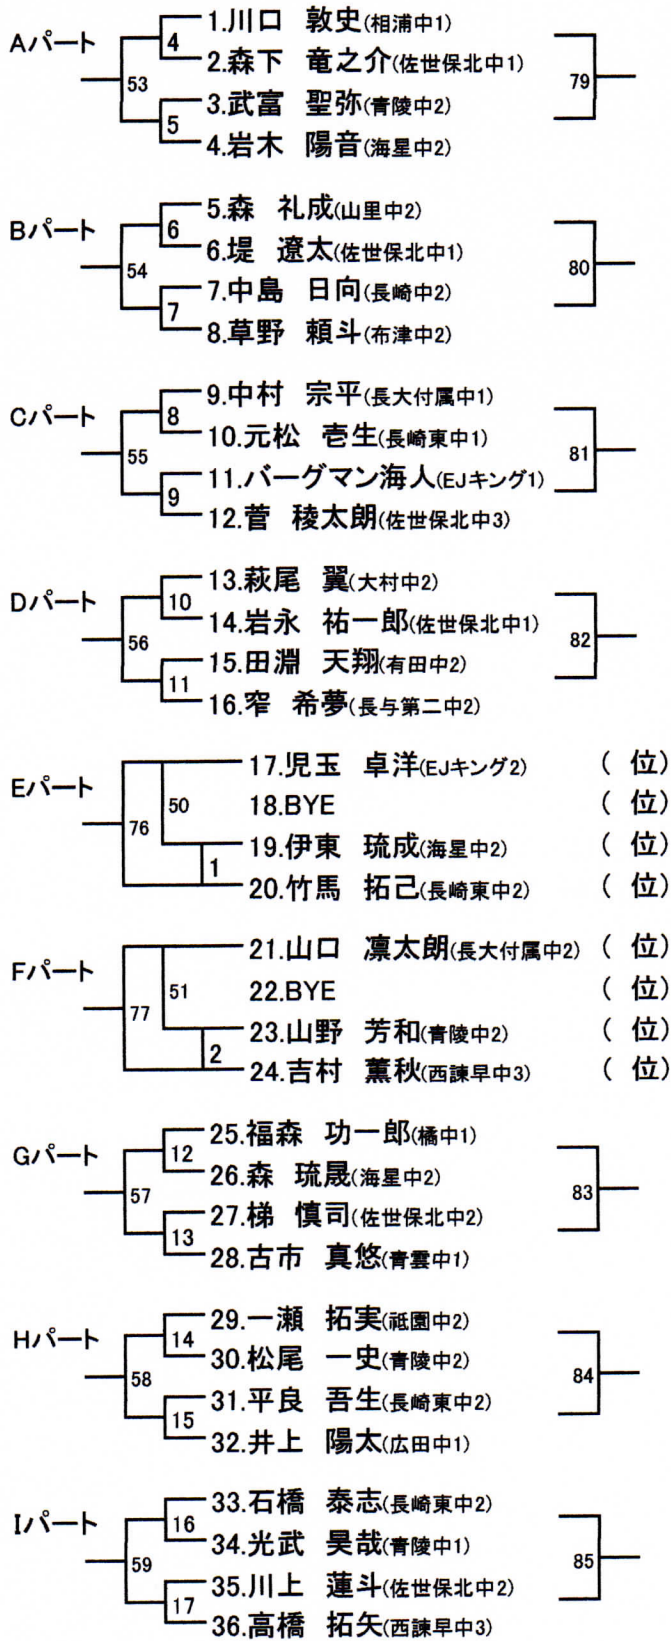 Aパート
1.川口 敦史(相浦中1)
4
2.森下 竜之介(佐世保北中1)
53
79
3.武富 聖弥(青陵中2)
5
4.岩木 陽音(海星中2)
Bパート
5.森 礼成(山里中2)
6
6.堤 遼太(佐世保北中1)
54
80
7.中島 日向(長崎中2)
7
8.草野 頼斗(布津中2)
Cパート
9.中村 宗平(長大付属中1)
8
10.元松 壱生(長崎東中1)
55
81
11.バーグマン海人(EJキング1)
9
12.菅 稜太朗(佐世保北中3)
Dパート
13.萩尾 翼(大村中2)
10
14.岩永 祐一郎(佐世保北中1)
56
82
15.田淵 天翔(有田中2)
11
16.窄 希夢(長与第二中2)
Eパート
17.児玉 卓洋(EJキング2) ( 位)
50
18.BYE ( 位)
76
19.伊東 琉成(海星中2) ( 位)
1
20.竹馬 拓己(長崎東中2) ( 位)
Fパート
21.山口 凛太朗(長大付属中2) ( 位)
51
22.BYE ( 位)
77
23.山野 芳和(青陵中2) ( 位)
2
24.吉村 薫秋(西諫早中3) ( 位)
Gパート
25.福森 功一郎(橘中1)
12
26.森 琉晟(海星中2)
57
83
27.梯 慎司(佐世保北中2)
13
28.古市 真悠(青雲中1)
Hパート
29.一瀬 拓実(祗園中2)
14
30.松尾 一史(青陵中2)
58
84
31.平良 吾生(長崎東中2)
15
32.井上 陽太(広田中1)
Iパート
33.石橋 泰志(長崎東中2)
16
34.光武 昊哉(青陵中1)
59
85
35.川上 蓮斗(佐世保北中2)
17
36.高橋 拓矢(西諫早中3)